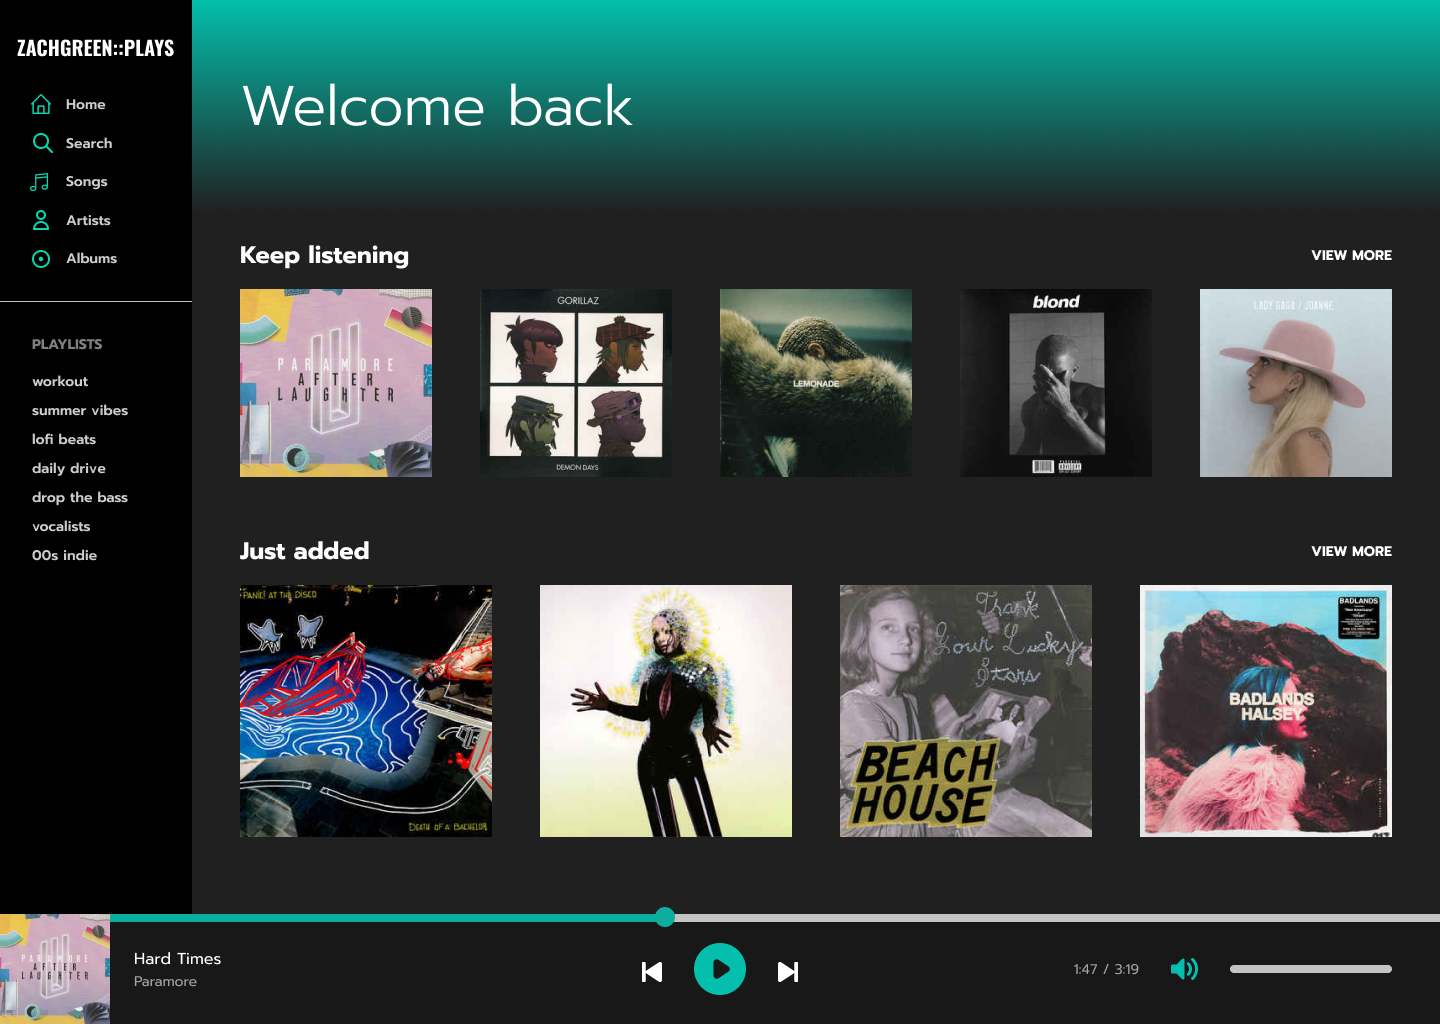 ZACHGREEN::PLAYS
Home
Search
Songs
Artists
Albums
PLAYLISTS
workout
summer vibes
lofi beats
daily drive
drop the bass
vocalists
00s indie
Welcome back
Keep listening
VIEW MORE
PARAMORE
AFTER
LAUGHTER
GORILLAZ
DEMON DAYS
LEMONADE
blond
LADY GAGA / JOANNE
Just added
VIEW MORE
PANIC! AT THE DISCO
DEATH OF A BACHELOR
Thank
Your Lucky
Stars
BEACH
HOUSE
BADLANDS
BADLANDS
HALSEY
PARAMORE
AFTER
LAUGHTER
Hard Times
Paramore
1:47 / 3:19